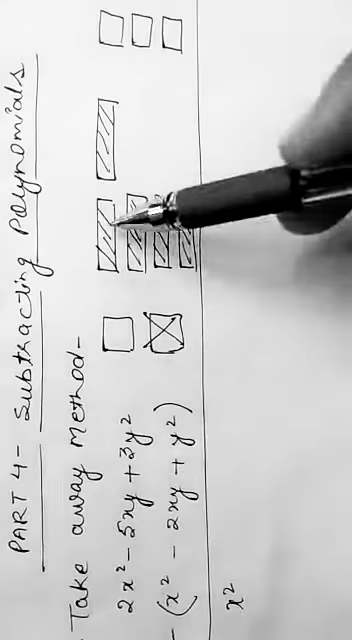 PART 4 - Subtracting Polynomials
- Take away Method -
2x² - 5xy + 3y²
- (x² - 2xy + y²)
x²